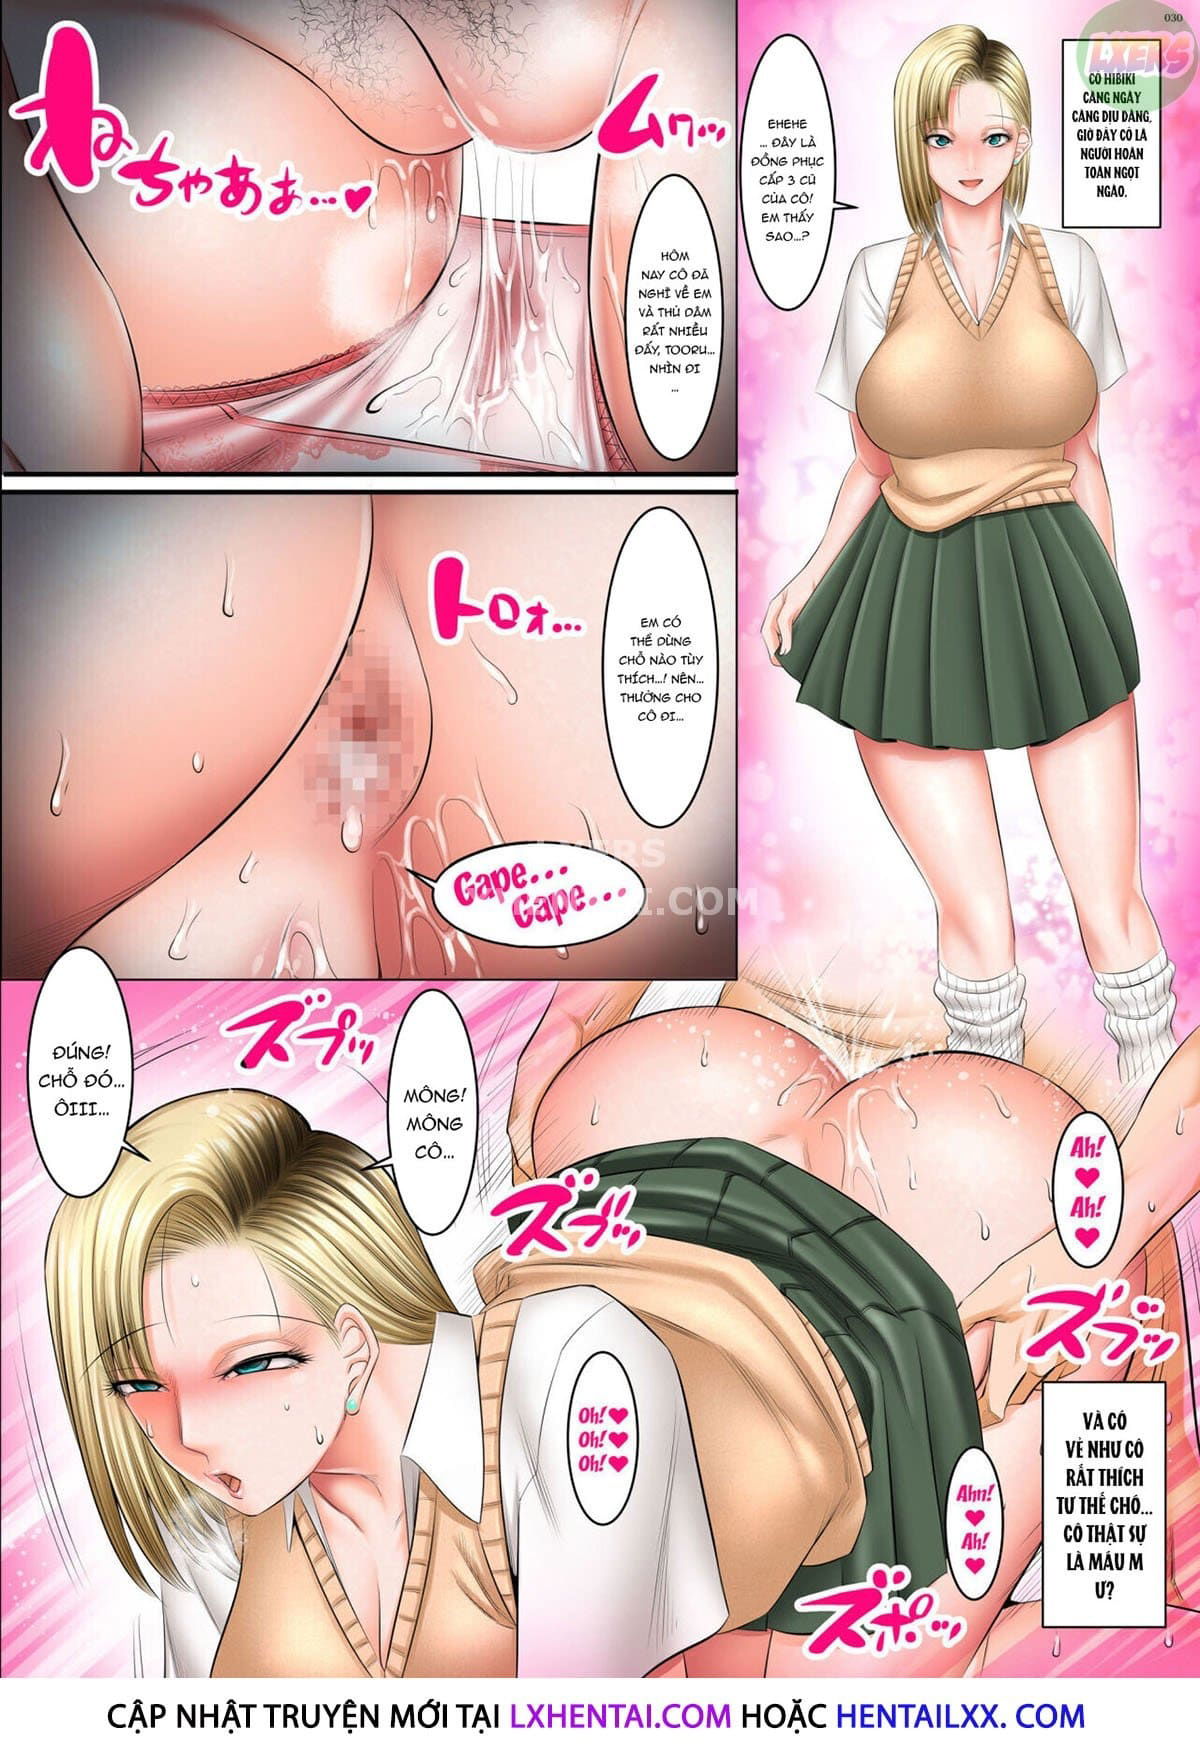 030
LXERS
CÔ HIBIKI
CÀNG NGÀY
CÀNG DỊU DÀNG,
GIỜ ĐÂY CÔ LÀ
NGƯỜI HOÀN
TOÀN NGỌT
NGÀO.
EHEHE
... ĐÂY LÀ
ĐỒNG PHỤC
CẤP 3 CŨ
CỦA CÔ!
EM THẤY
SAO...?
ムワッ
ねちゃあぁ...♥
HÔM
NAY CÔ ĐÃ
NGHĨ VỀ EM
VÀ THỦ DÂM
RẤT NHIỀU
ĐẤY, TOORU...
NHÌN ĐI
...
トロォ...
EM CÓ
THỂ DÙNG
CHỖ NÀO TÙY
THÍCH...! NÊN...
THƯỞNG CHO
CÔ ĐI...
Gape...
Gape...
ズプッ
MÔNG!
MÔNG
CÔ...
ĐÚNG!
CHỖ ĐÓ...
ÔIII...
Ah!
♥
Ah!
♥
ズブッ
ズブッ
Oh!♥
Oh!♥
Oh!♥
Ahn!
♥
Ah!
♥
ズポッ
VÀ CÓ
VẺ NHƯ CÔ
RẤT THÍCH
TƯ THẾ CHÓ...
CÔ THẬT SỰ
LÀ MÁU M
Ư?
CẬP NHẬT TRUYỆN MỚI TẠI LXHENTAI.COM HOẶC HENTAILXX. COM